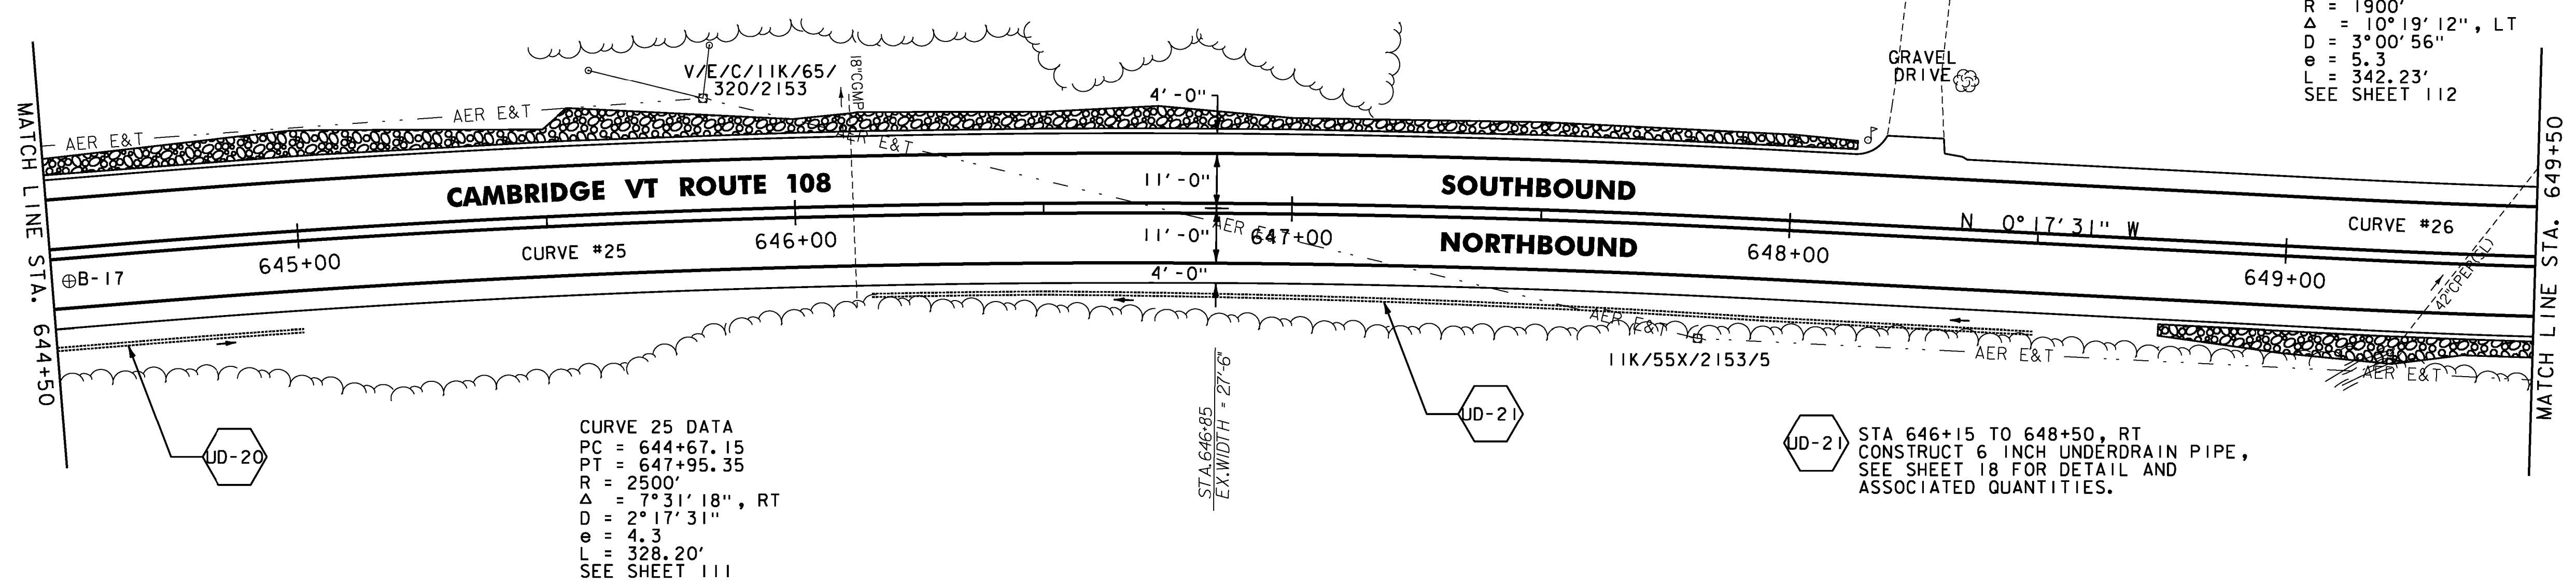 R = 1900'
Δ = 10°19'12", LT
D = 3°00'56"
e = 5.3
L = 342.23'
SEE SHEET 112
GRAVEL
DRIVE
V/E/C/11K/65/
320/2153
18"CGMP
4'-0"
MATCH LINE STA. 644+50
AER E&T
AER E&T
AER E&T
CAMBRIDGE VT ROUTE 108
11'-0"
SOUTHBOUND
MATCH LINE STA. 649+50
N 0°17'31" W
CURVE #26
AER E&T
645+00
646+00
647+00
648+00
649+00
CURVE #25
11'-0"
NORTHBOUND
B-17
4'-0"
42"CPEP(SL)
AER E&T
11K/55X/2153/5
AER E&T
AER E&T
STA.646+85
EX.WIDTH = 27'-6"
UD-20
UD-21
CURVE 25 DATA
PC = 644+67.15
PT = 647+95.35
R = 2500'
Δ = 7°31'18", RT
D = 2°17'31"
e = 4.3
L = 328.20'
SEE SHEET 111
UD-21
STA 646+15 TO 648+50, RT
CONSTRUCT 6 INCH UNDERDRAIN PIPE,
SEE SHEET 18 FOR DETAIL AND
ASSOCIATED QUANTITIES.